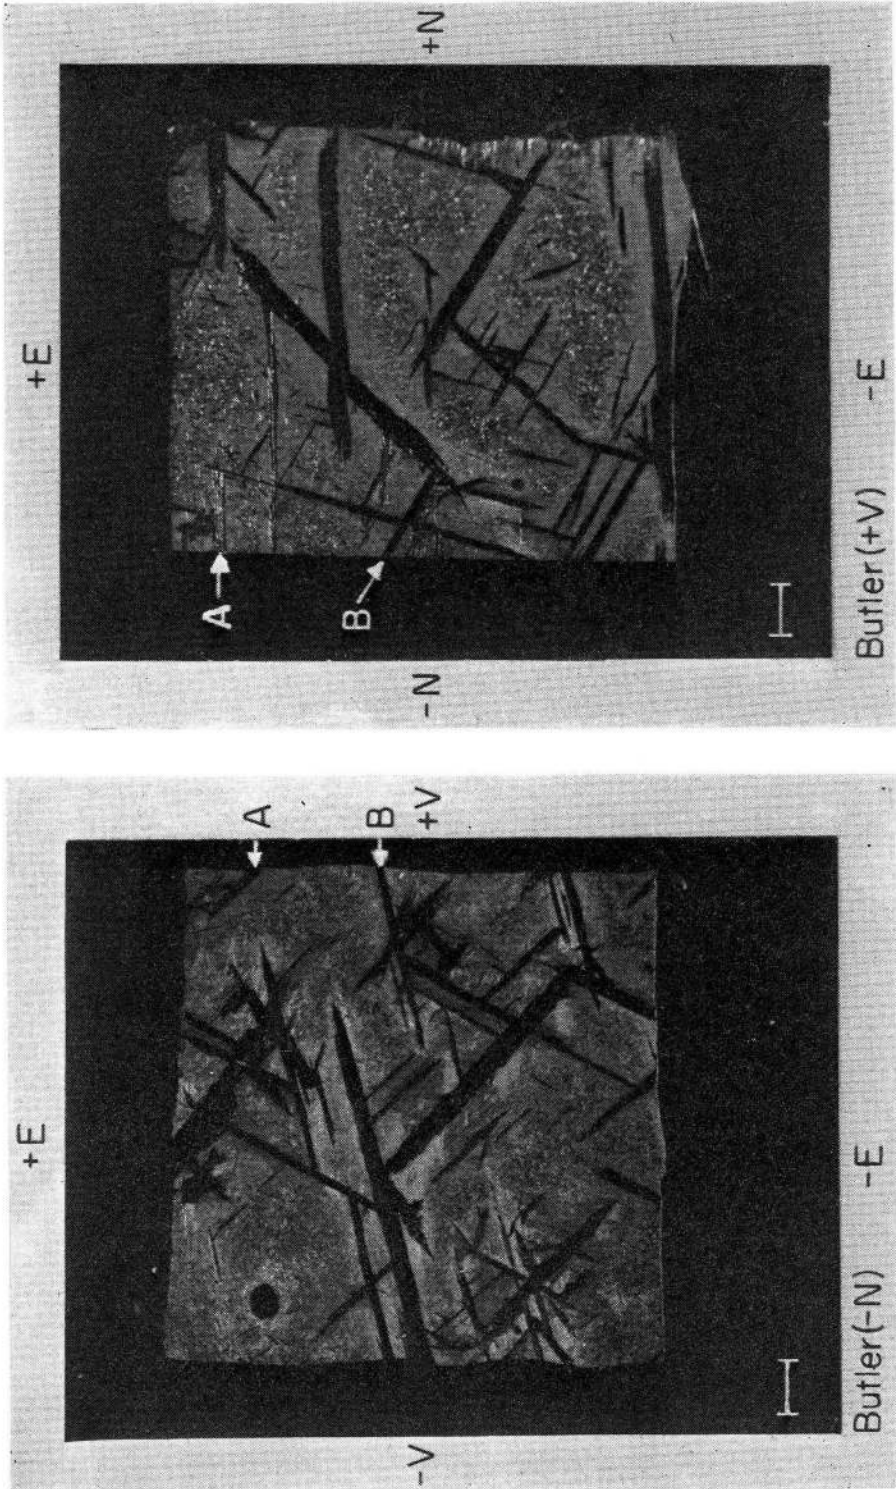 +E
+N
A
B
-N
Butler (+V)
-E
+E
A
B
+V
-V
Butler (-N)
-E